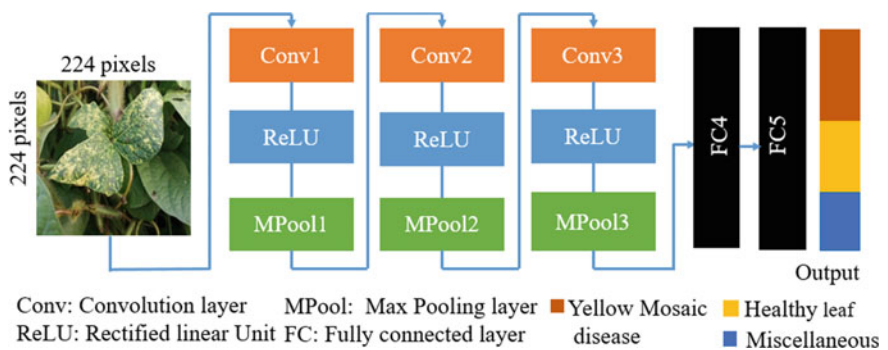 224 pixels
224 pixels
Conv1
ReLU
MPool1
Conv2
ReLU
MPool2
Conv3
ReLU
MPool3
FC4
FC5
Output
Conv: Convolution layer
ReLU: Rectified linear Unit
MPool: Max Pooling layer
FC: Fully connected layer
Yellow Mosaic
disease
Healthy leaf
Miscellaneous